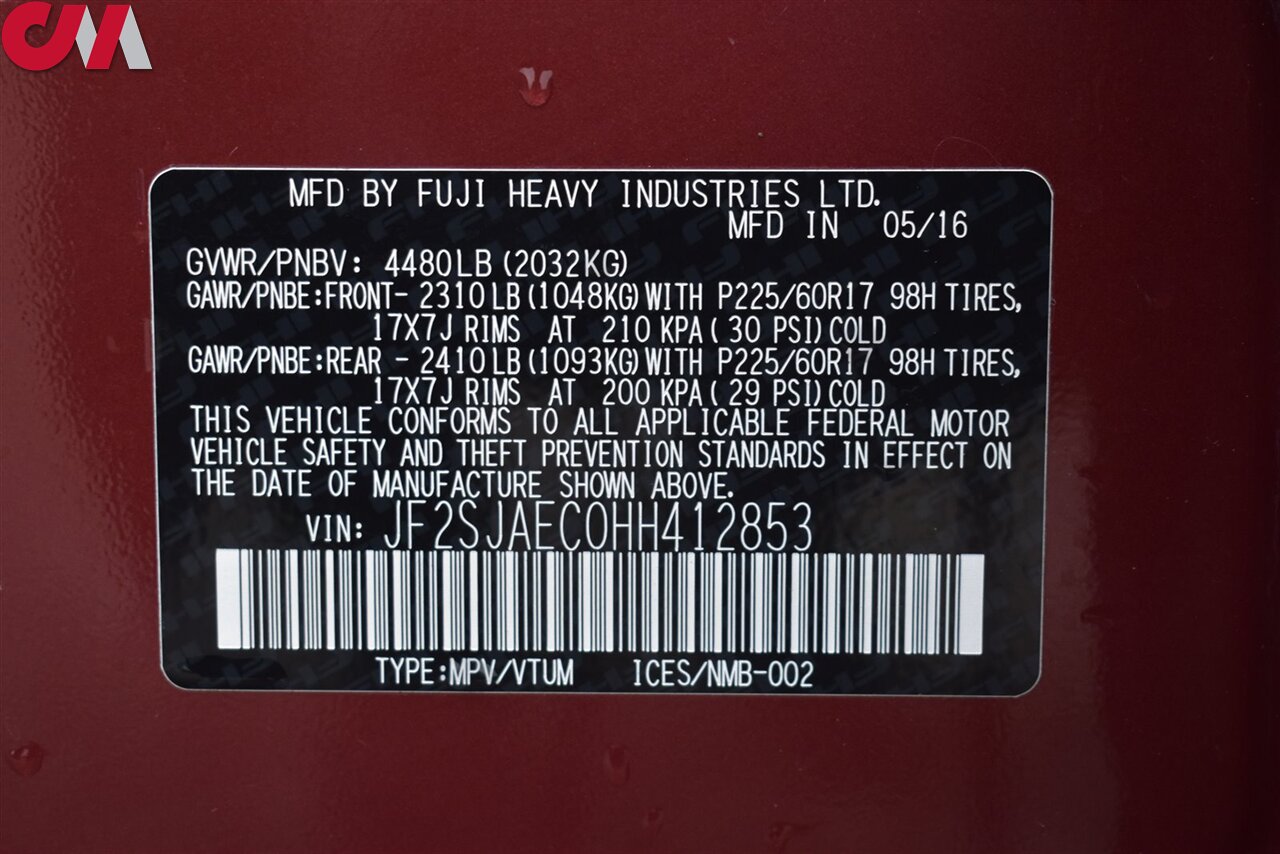 CM
MFD BY FUJI HEAVY INDUSTRIES LTD.
MFD IN 05/16
GVWR/PNBV: 4480LB (2032KG)
GAWR/PNBE:FRONT- 2310LB (1048KG) WITH P225/60R17 98H TIRES,
17X7J RIMS AT 210 KPA ( 30 PSI) COLD
GAWR/PNBE:REAR - 2410LB (1093KG) WITH P225/60R17 98H TIRES,
17X7J RIMS AT 200 KPA ( 29 PSI) COLD
THIS VEHICLE CONFORMS TO ALL APPLICABLE FEDERAL MOTOR
VEHICLE SAFETY AND THEFT PREVENTION STANDARDS IN EFFECT ON
THE DATE OF MANUFACTURE SHOWN ABOVE.
VIN: JF2SJAEC0HH412853
TYPE:MPV/VTUM ICES/NMB-002